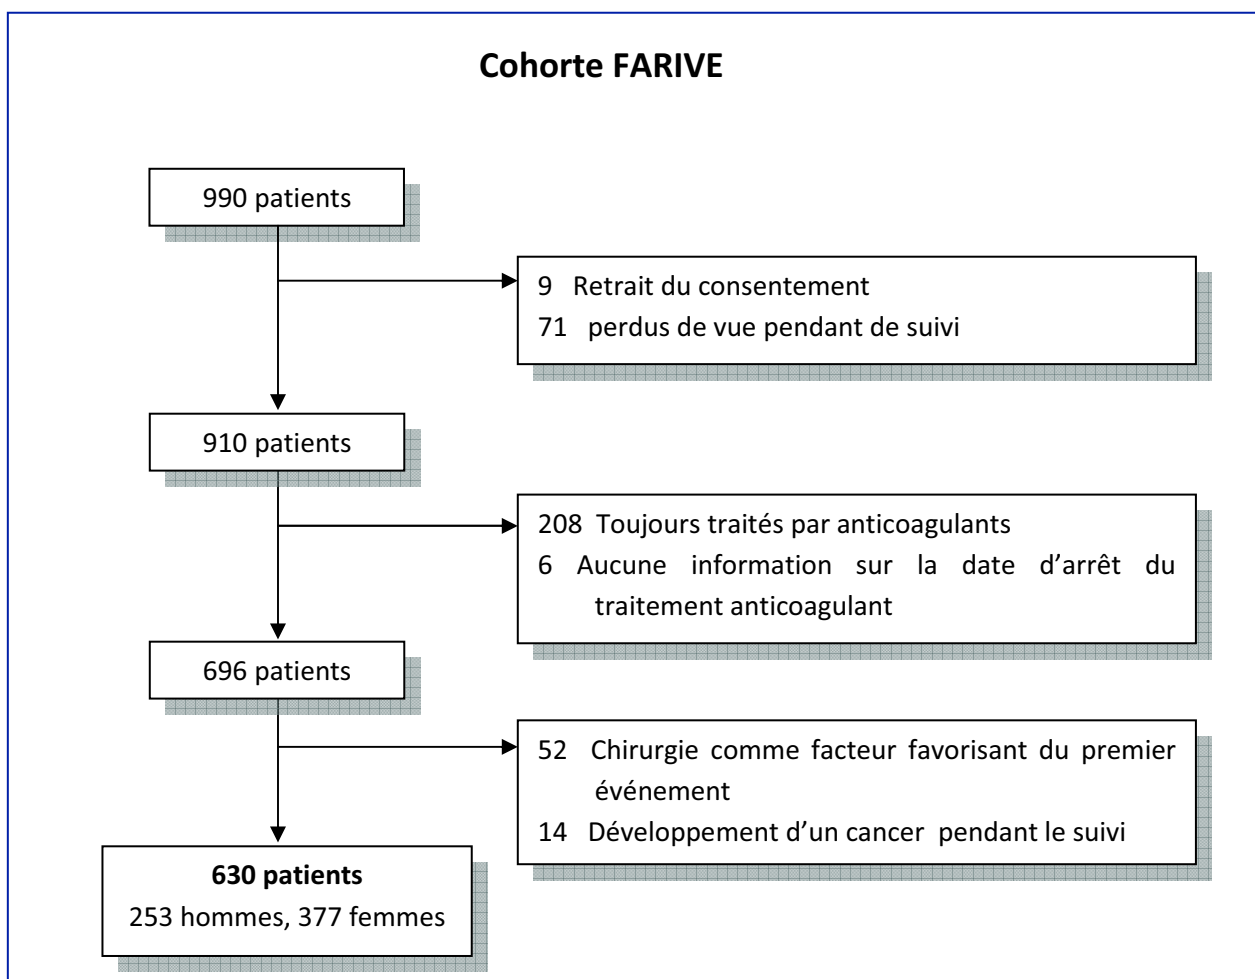 Cohorte FARIVE
990 patients
9 Retrait du consentement
71 perdus de vue pendant de suivi
910 patients
208 Toujours traités par anticoagulants
6 Aucune information sur la date d’arrêt du
traitement anticoagulant
696 patients
52 Chirurgie comme facteur favorisant du premier
événement
14 Développement d’un cancer pendant le suivi
630 patients
253 hommes, 377 femmes